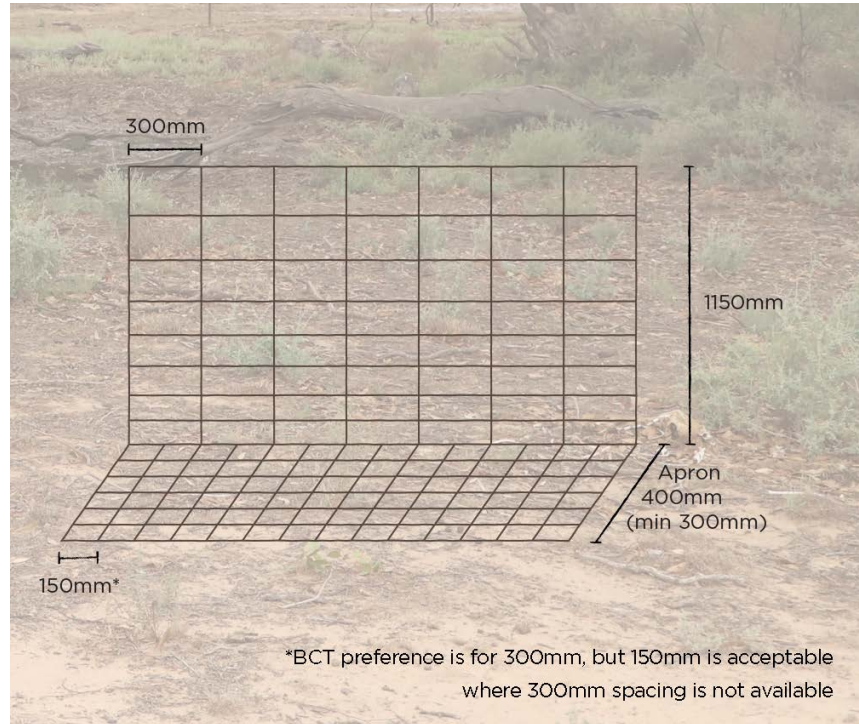 300mm
1150mm
Apron
400mm
(min 300mm)
150mm*
*BCT preference is for 300mm, but 150mm is acceptable
where 300mm spacing is not available